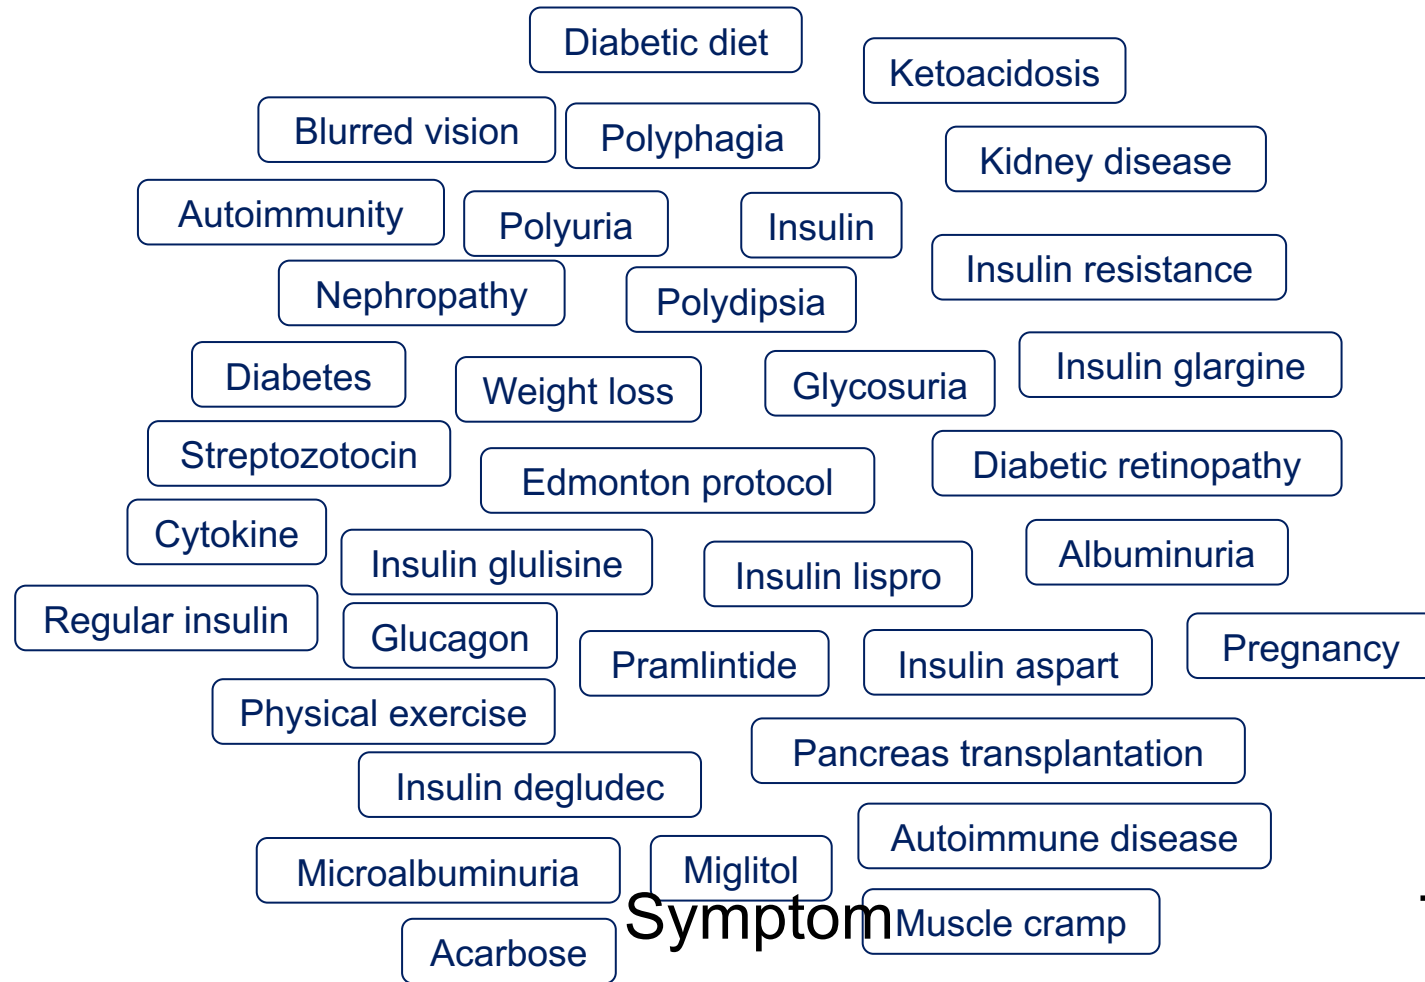 Diabetic diet
Ketoacidosis
Blurred vision
Polyphagia
Kidney disease
Autoimmunity
Polyuria
Insulin
Insulin resistance
Nephropathy
Polydipsia
Diabetes
Weight loss
Glycosuria
Insulin glargine
Streptozotocin
Edmonton protocol
Diabetic retinopathy
Cytokine
Insulin glulisine
Insulin lispro
Albuminuria
Regular insulin
Glucagon
Pramlintide
Insulin aspart
Pregnancy
Physical exercise
Pancreas transplantation
Insulin degludec
Autoimmune disease
Microalbuminuria
Miglitol
Symptom
Muscle cramp
Acarbose